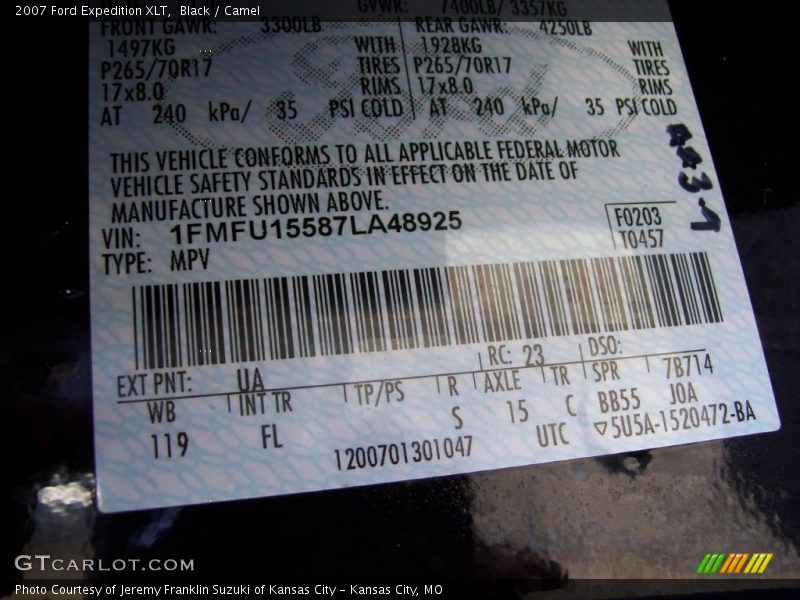 2007 Ford Expedition XLT, Black / Camel
GVWR: 7400LB/ 3357KG
FRONT GAWR: 3300LB REAR GAWR: 4250LB
1497KG WITH 1928KG WITH
P265/70R17 TIRES P265/70R17 TIRES
17x8.0 RIMS 17x8.0 RIMS
AT 240 kPa/ 35 PSI COLD AT 240 kPa/ 35 PSI COLD
Ford
THIS VEHICLE CONFORMS TO ALL APPLICABLE FEDERAL MOTOR
VEHICLE SAFETY STANDARDS IN EFFECT ON THE DATE OF
MANUFACTURE SHOWN ABOVE.
VIN: 1FMFU15587LA48925
TYPE: MPV
F0203
T0457
EXT PNT: UA RC: 23 DSO:
WB INT TR TP/PS R AXLE TR SPR 7B714
119 FL S 15 C BB55 J0A
1200701301047 UTC ▽5U5A-1520472-BA
GTCARLOT.COM
Photo Courtesy of Jeremy Franklin Suzuki of Kansas City – Kansas City, MO